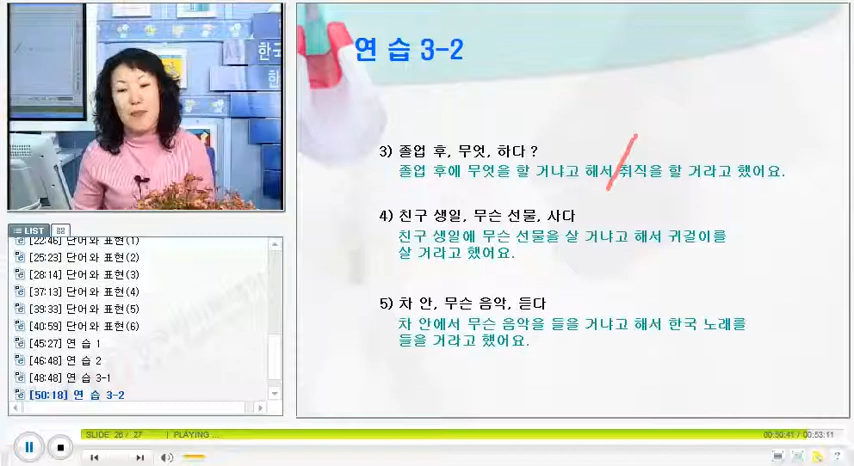 한국
한
연 습 3-2
3) 졸업 후, 무엇, 하다 ?
졸업 후에 무엇을 할 거냐고 해서 취직을 할 거라고 했어요.
4) 친구 생일, 무슨 선물, 사다
친구 생일에 무슨 선물을 살 거냐고 해서 귀걸이를
살 거라고 했어요.
5) 차 안, 무슨 음악, 듣다
차 안에서 무슨 음악을 들을 거냐고 해서 한국 노래를
들을 거라고 했어요.
LIST
[22:46] 단어와 표현(1)
[25:23] 단어와 표현(2)
[28:14] 단어와 표현(3)
[37:13] 단어와 표현(4)
[39:33] 단어와 표현(5)
[40:59] 단어와 표현(6)
[45:27] 연 습 1
[46:48] 연 습 2
[48:48] 연 습 3-1
[50:18] 연 습 3-2
SLIDE 26 / 27 | PLAYING ...
00:50:41 / 00:53:11